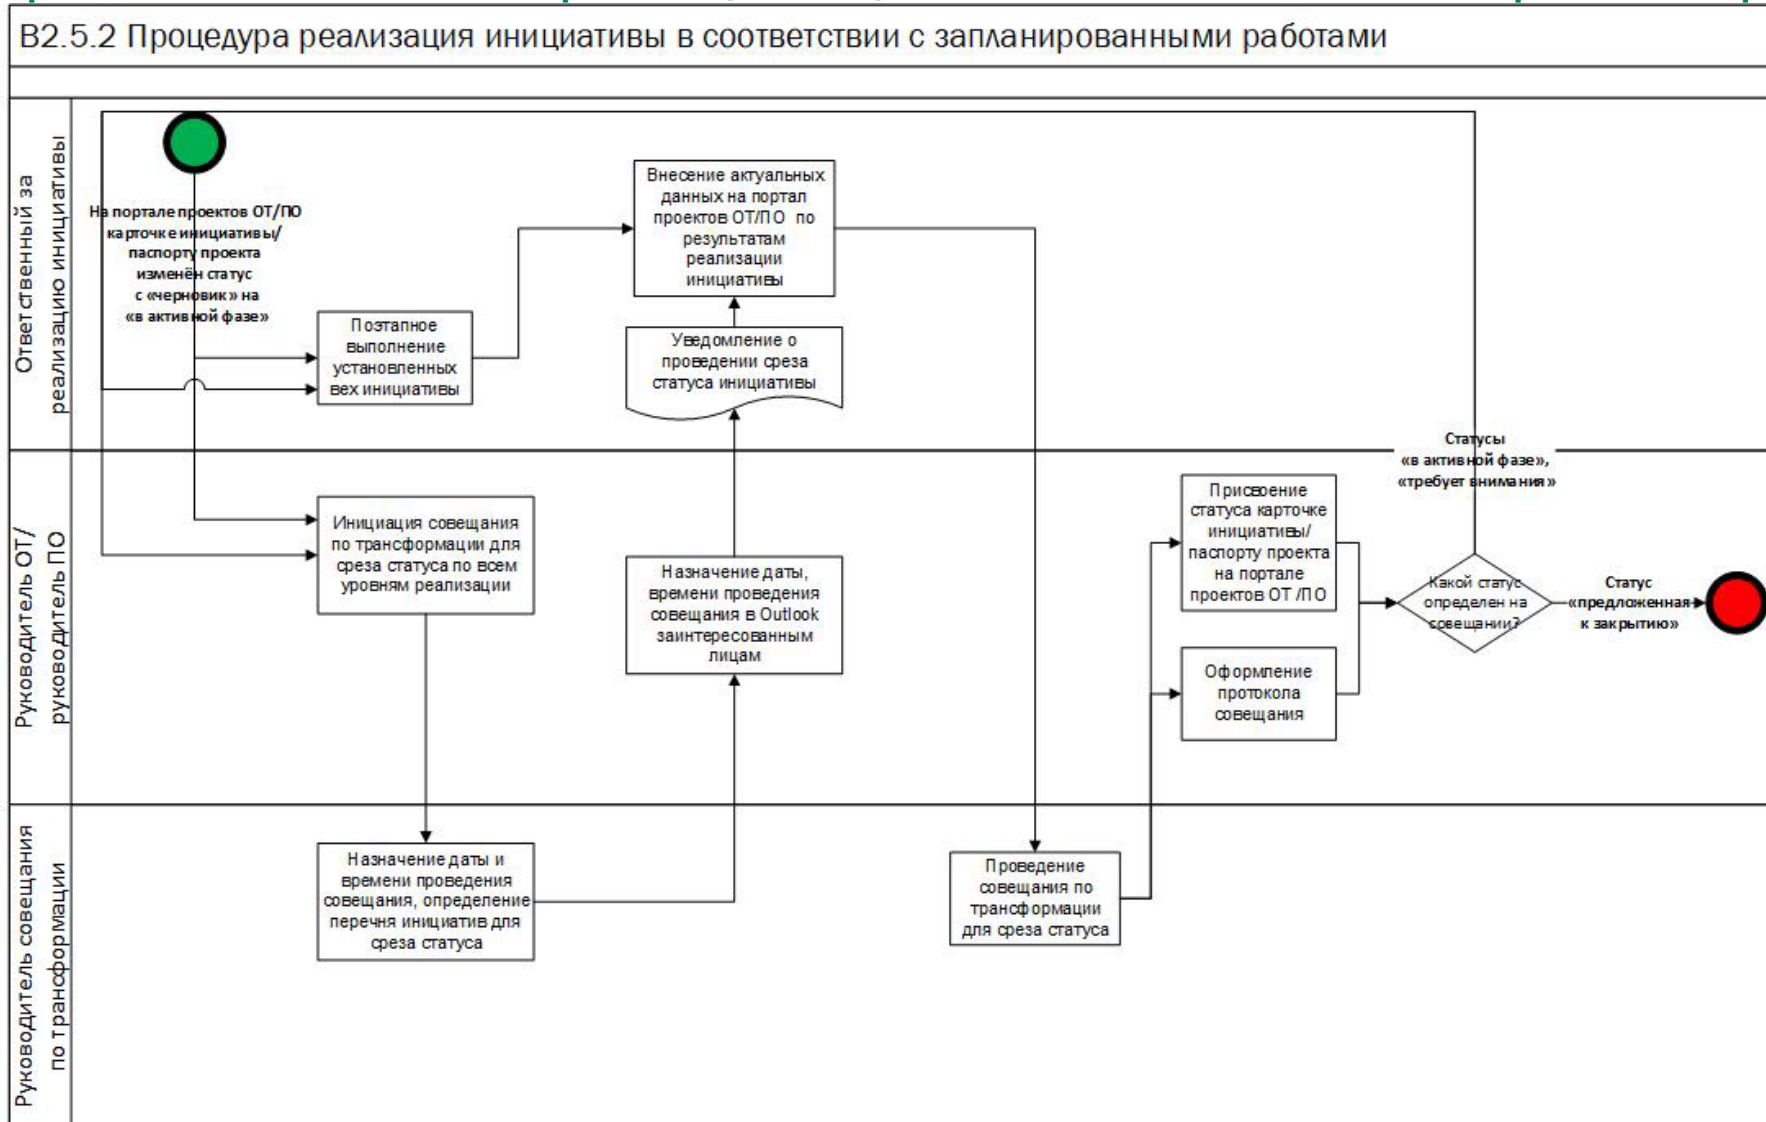 В2.5.2 Процедура реализация инициативы в соответствии с запланированными работами
Ответственный за
реализацию инициативы
На портале проектов ОТ/ПО
карточке инициативы/
паспорту проекта
изменён статус
с «черновик» на
«в активной фазе»
Поэтапное
выполнение
установленных
вех инициативы
Внесение актуальных
данных на портал
проектов ОТ/ПО по
результатам
реализации
инициативы
Уведомление о
проведении среза
статуса инициативы
Руководитель ОТ/
руководитель ПО
Инициация совещания
по трансформации для
среза статуса по всем
уровням реализации
Назначение даты,
времени проведения
совещания в Outlook
заинтересованным
лицам
Присвоение
статуса карточке
инициативы/
паспорту проекта
на портале
проектов ОТ /ПО
Оформление
протокола
совещания
Статусы
«в активной фазе»,
«требует внимания»
Какой статус
определен на
совещании?
Статус
«предложенная
к закрытию»
Руководитель совещания
по трансформации
Назначение даты и
времени проведения
совещания, определение
перечня инициатив для
среза статуса
Проведение
совещания по
трансформации
для среза статуса